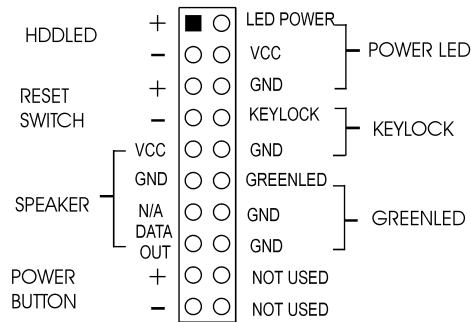 HDDLED
+
LED POWER
–
VCC
POWER LED
RESET
SWITCH
+
GND
–
KEYLOCK
KEYLOCK
VCC
GND
SPEAKER
GND
GREENLED
N/A
GND
GREENLED
DATA
OUT
GND
POWER
BUTTON
+
NOT USED
–
NOT USED